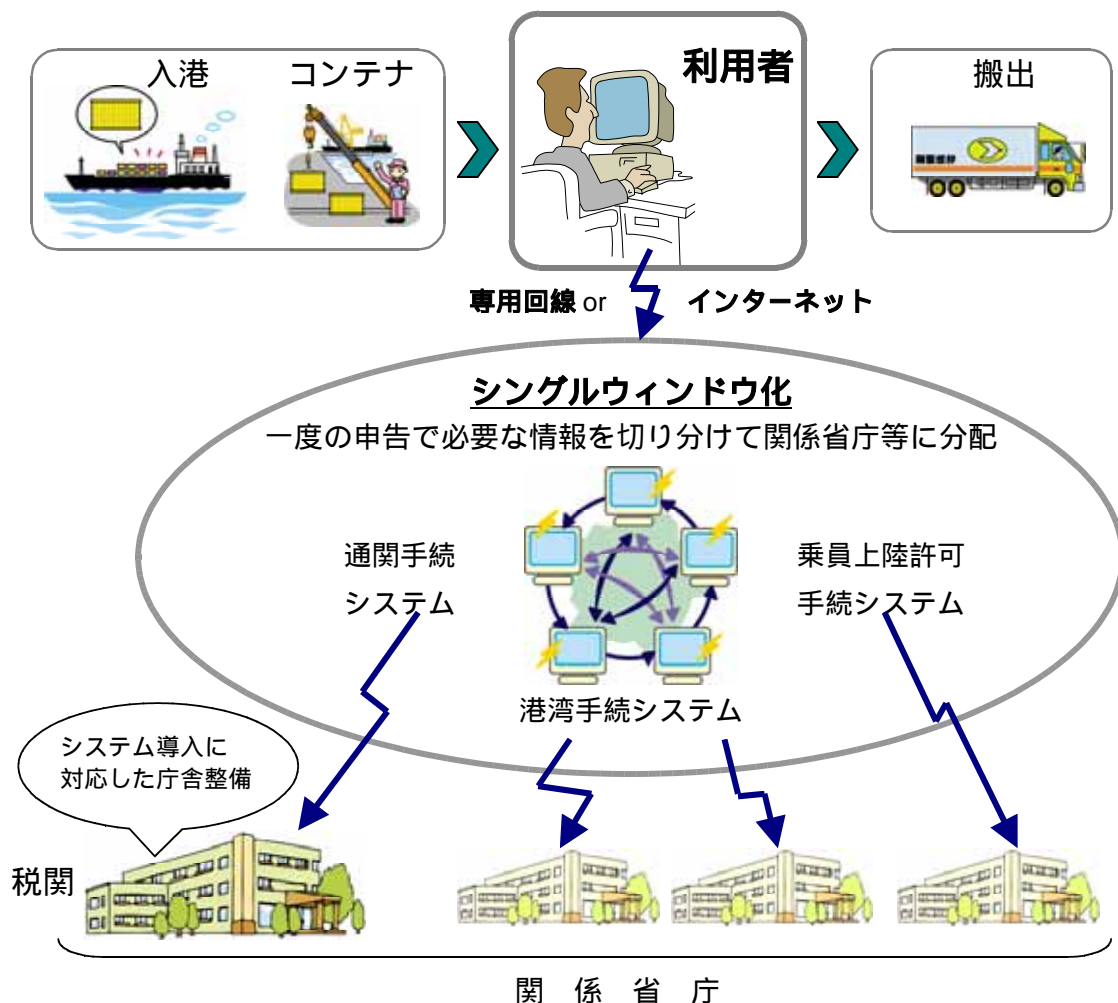 入港
コンテナ
利用者
搬出
専用回線 or インターネット
シングルウィンドウ化
一度の申告で必要な情報を切り分けて関係省庁等に分配
通関手続
システム
乗員上陸許可
手続システム
港湾手続システム
システム導入に
対応した庁舎整備
税関
関 係 省 庁